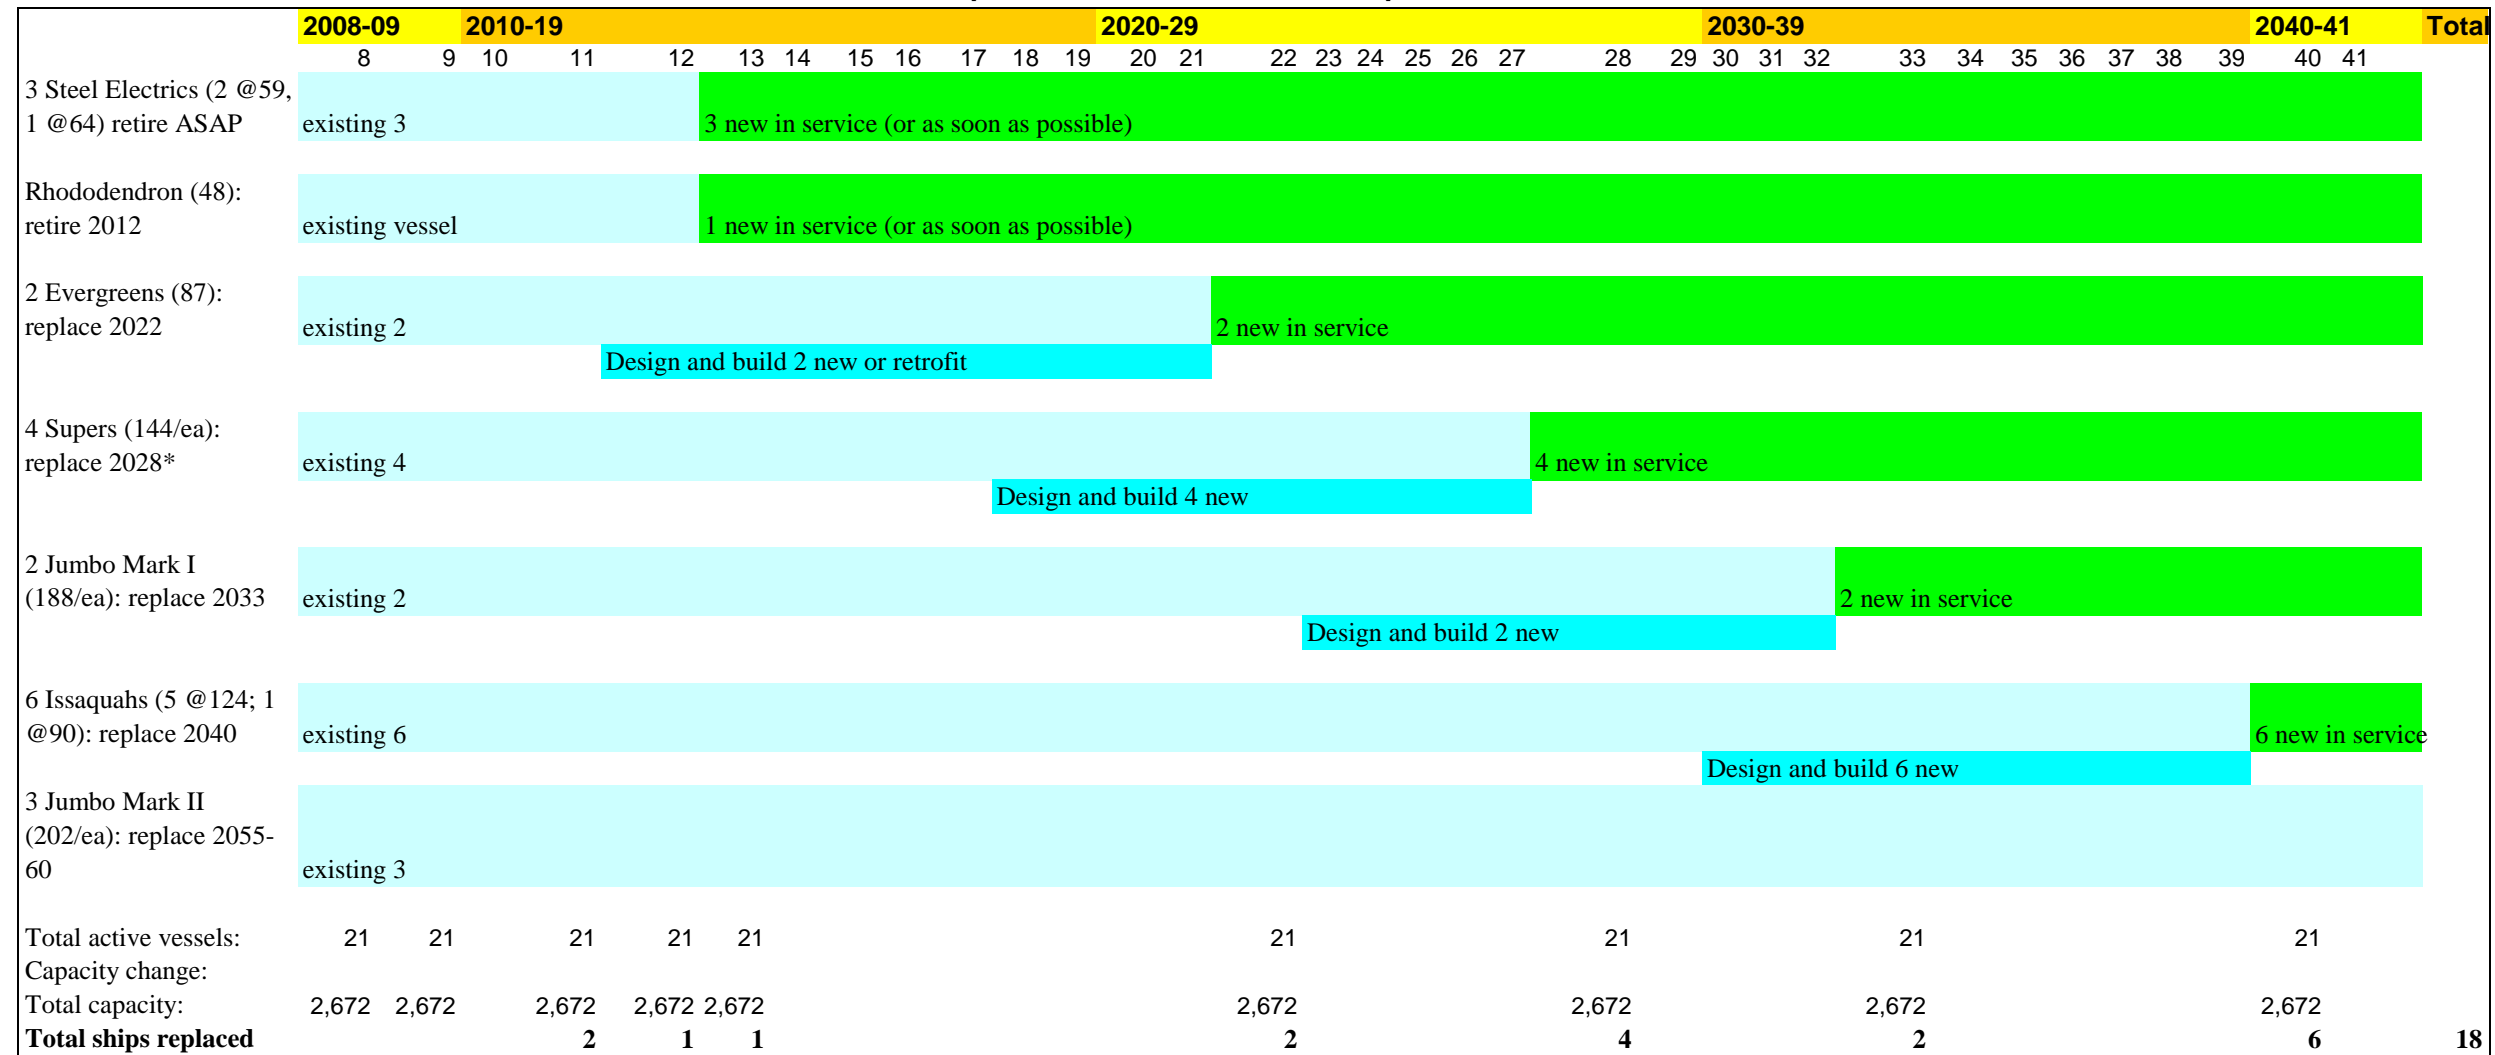 2008-09 2010-19 2020-29 2030-39 2040-41 Total
8 9 10 11 12 13 14 15 16 17 18 19 20 21 22 23 24 25 26 27 28 29 30 31 32 33 34 35 36 37 38 39 40 41
3 Steel Electrics (2 @59,
1 @64) retire ASAP existing 3 3 new in service (or as soon as possible)
Rhododendron (48):
retire 2012 existing vessel 1 new in service (or as soon as possible)
2 Evergreens (87):
replace 2022 existing 2 2 new in service
Design and build 2 new or retrofit
4 Supers (144/ea):
replace 2028* existing 4 4 new in service
Design and build 4 new
2 Jumbo Mark I
(188/ea): replace 2033 existing 2 2 new in service
Design and build 2 new
6 Issaquahs (5 @124; 1
@90): replace 2040 existing 6 6 new in service
Design and build 6 new
3 Jumbo Mark II
(202/ea): replace 2055-
60 existing 3
Total active vessels: 21 21 21 21 21 21 21 21 21
Capacity change:
Total capacity: 2,672 2,672 2,672 2,672 2,672 2,672 2,672 2,672 2,672
Total ships replaced 2 1 1 2 4 2 6 18